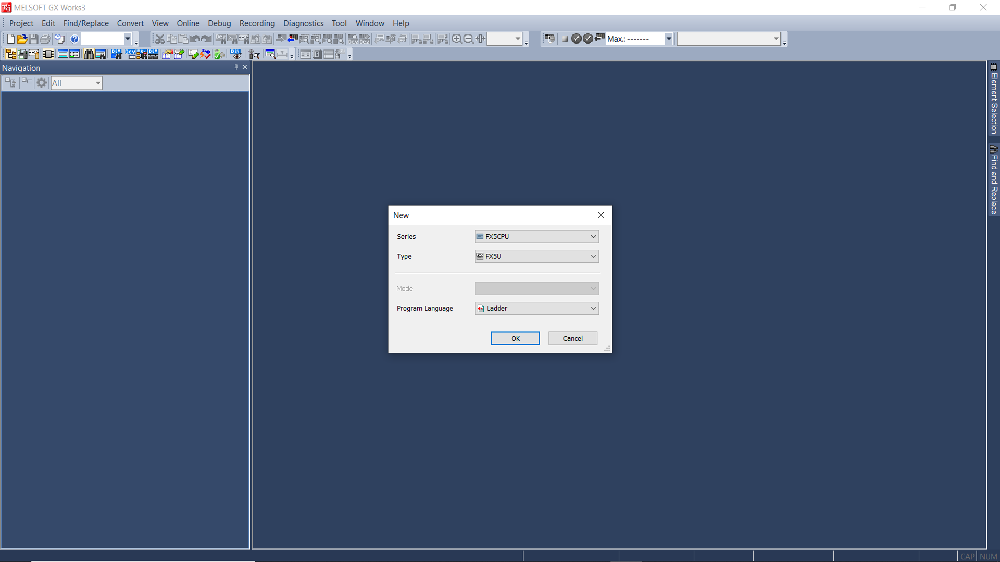 MELSOFT GX Works3
Project Edit Find/Replace Convert View Online Debug Recording Diagnostics Tool Window Help
Max.: -------
Navigation
All
Element Selection
Find and Replace
New
Series FX5CPU
Type FX5U
Mode
Program Language Ladder
OK Cancel
CAP NUM